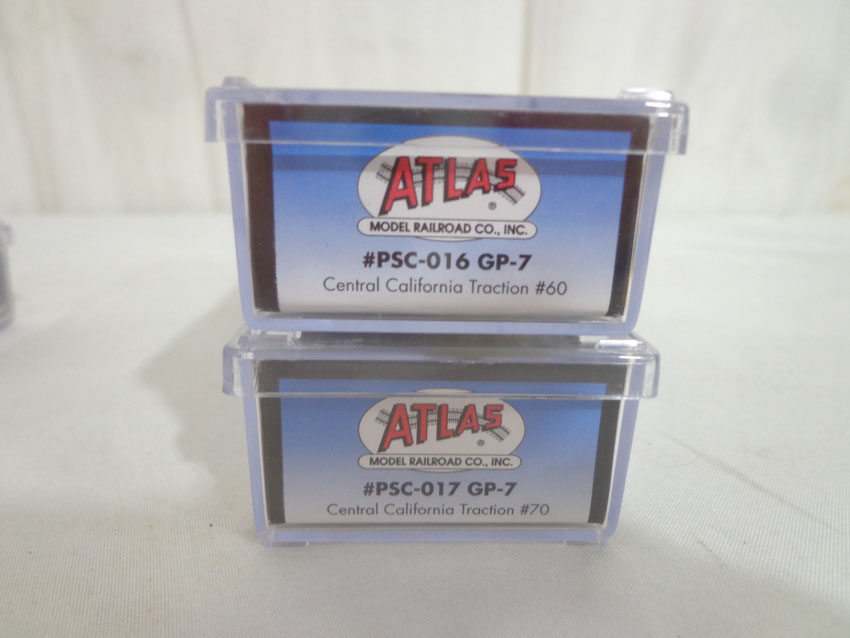 ATLAS
®
MODEL RAILROAD CO., INC.
#PSC-016 GP-7
Central California Traction #60
ATLAS
®
MODEL RAILROAD CO., INC.
#PSC-017 GP-7
Central California Traction #70